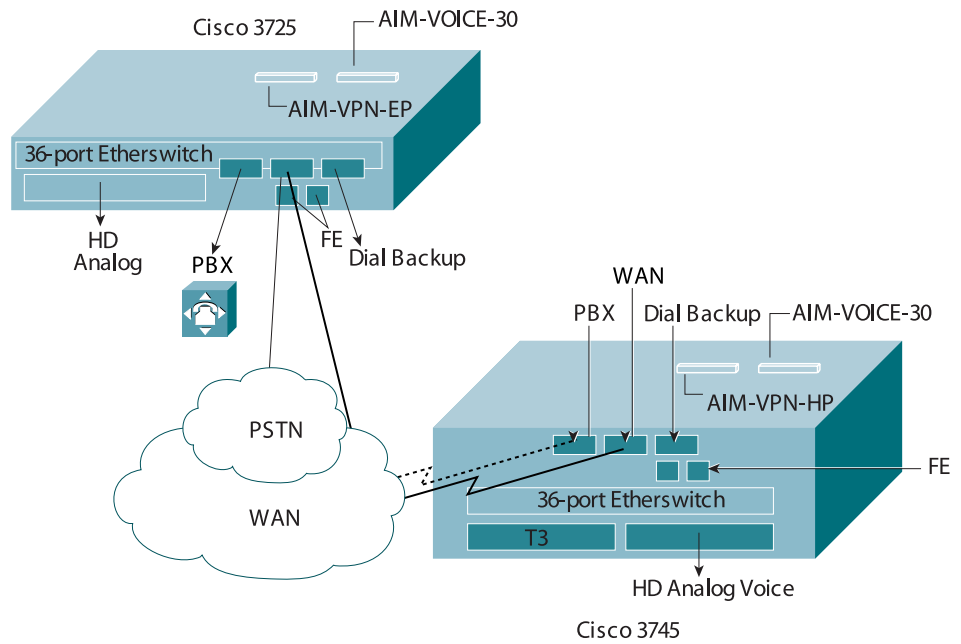 Cisco 3725
AIM-VOICE-30
AIM-VPN-EP
36-port Etherswitch
HD
Analog
PBX
FE
Dial Backup
WAN
PBX
Dial Backup
AIM-VOICE-30
AIM-VPN-HP
PSTN
WAN
FE
36-port Etherswitch
T3
HD Analog Voice
Cisco 3745